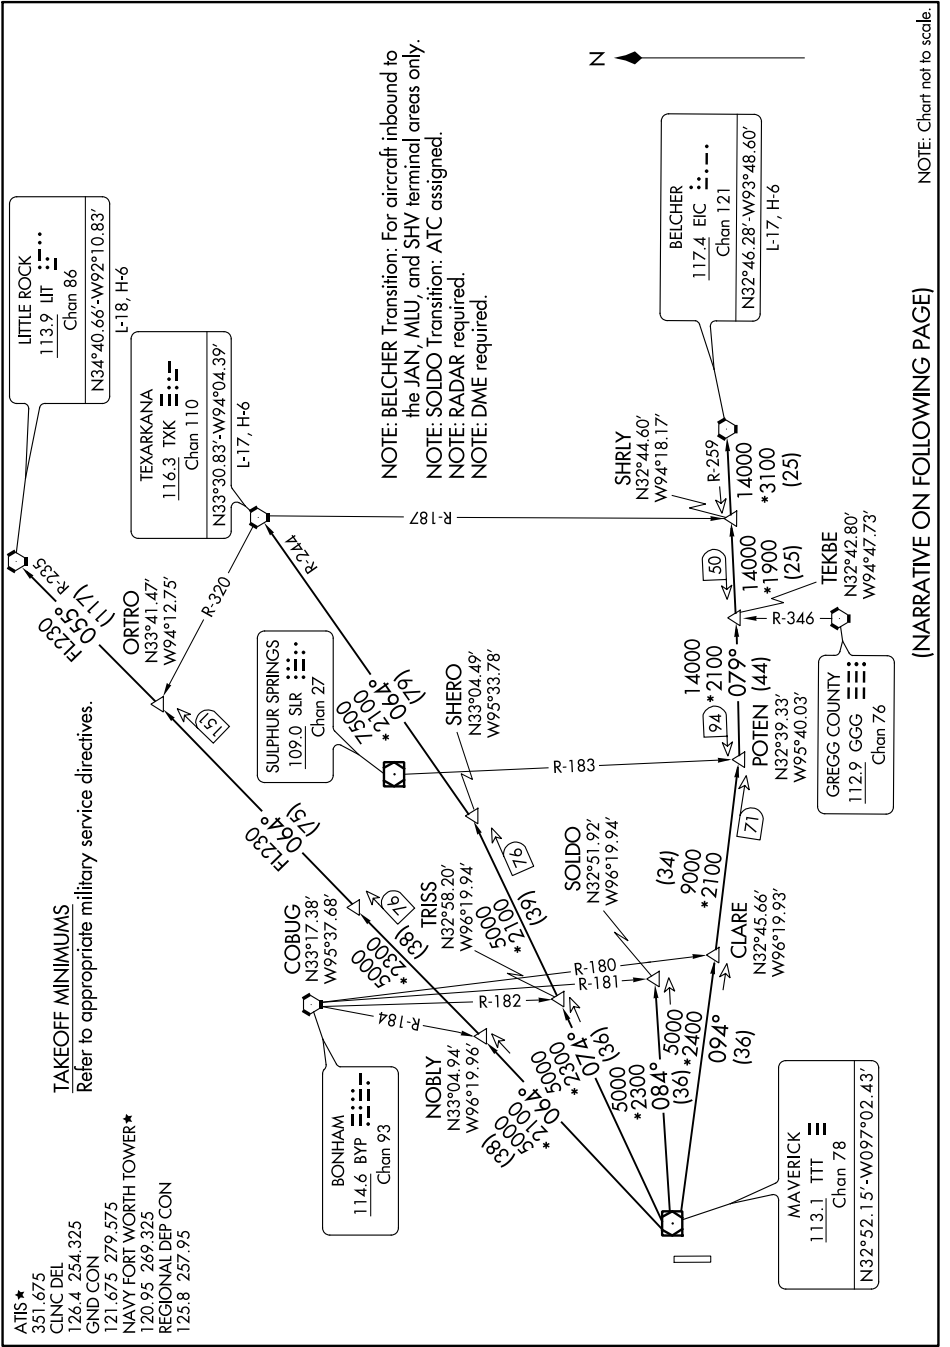 ATIS★
351.675
CLNC DEL
126.4 254.325
GND CON
121.675 279.575
NAVY FORT WORTH TOWER★
120.95 269.325
REGIONAL DEP CON
125.8 257.95
TAKEOFF MINIMUMS
Refer to appropriate military service directives.
LITTLE ROCK
113.9 LIT
Chan 86
N34°40.66'-W92°10.83'
L-18, H-6
TEXARKANA
116.3 TXK
Chan 110
N33°30.83'-W94°04.39'
L-17, H-6
R-235
FL230
055°
(117)
ORTRO
N33°41.47'
W94°12.75'
R-320
R-244
R-187
151
FL230
064°
(75)
SULPHUR SPRINGS
109.0 SLR
Chan 27
7500
*2100
064°
(79)
SHERO
N33°04.49'
W95°33.78'
R-183
COBUG
N33°17.38'
W95°37.68'
76
5000
*2300
(38)
TRISS
N32°58.20'
W96°19.94'
5000
*2100
(39)
76
BONHAM
114.6 BYP
Chan 93
R-184
R-182
R-181
R-180
NOBLY
N33°04.94'
W96°19.96'
SOLDO
N32°51.92'
W96°19.94'
(38)
5000
*2100
064°
5000
*2300
074°
(36)
5000
*2300
084°
(36)
5000
*2400
094°
(36)
CLARE
N32°45.66'
W96°19.93'
(34)
9000
*2100
71
POTEN
N32°39.33'
W95°40.03'
94
14000
*2100
079°
(44)
TEKBE
N32°42.80'
W94°47.73'
R-346
GREGG COUNTY
112.9 GGG
Chan 76
50
14000
*1900
(25)
SHRLY
N32°44.60'
W94°18.17'
R-259
14000
*3100
(25)
BELCHER
117.4 EIC
Chan 121
N32°46.28'-W93°48.60'
L-17, H-6
MAVERICK
113.1 TTT
Chan 78
N32°52.15'-W097°02.43'
NOTE: BELCHER Transition: For aircraft inbound to
the JAN, MLU, and SHV terminal areas only.
NOTE: SOLDO Transition: ATC assigned.
NOTE: RADAR required.
NOTE: DME required.
N
(NARRATIVE ON FOLLOWING PAGE)
NOTE: Chart not to scale.